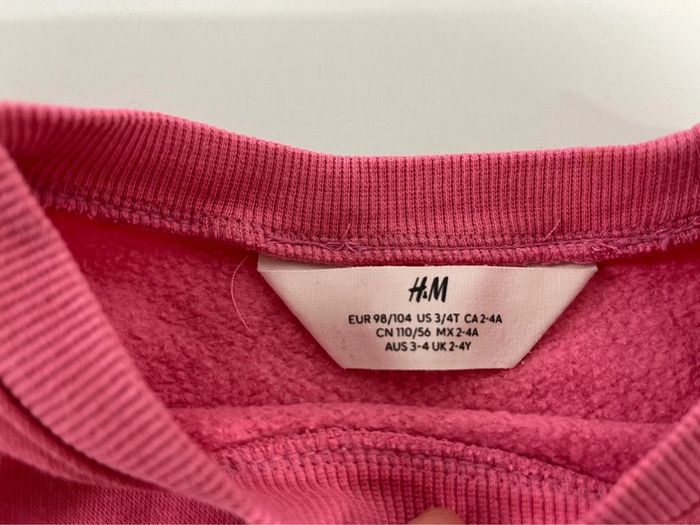 H&M
EUR 98/104 US 3/4T CA 2-4A
CN 110/56 MX 2-4A
AUS 3-4 UK 2-4Y